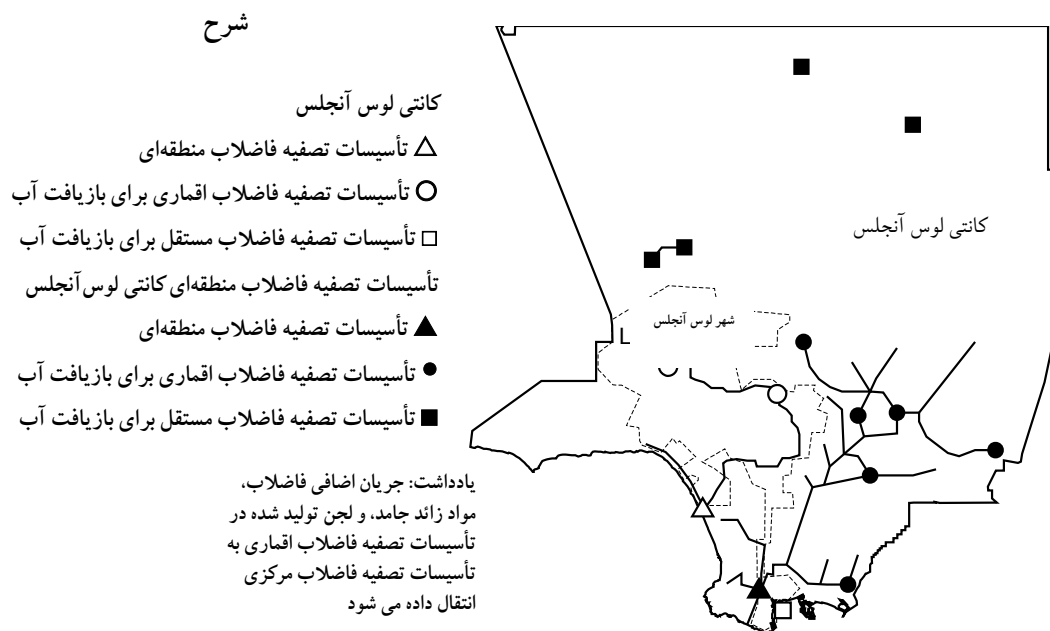 شرح
کانتی لوس آنجلس
تأسیسات تصفیه فاضلاب منطقه‌ای
تأسیسات تصفیه فاضلاب اقماری برای بازیافت آب
تأسیسات تصفیه فاضلاب مستقل برای بازیافت آب
تأسیسات تصفیه فاضلاب منطقه‌ای کانتی لوس‌آنجلس
تأسیسات تصفیه فاضلاب منطقه‌ای
تأسیسات تصفیه فاضلاب اقماری برای بازیافت آب
تأسیسات تصفیه فاضلاب مستقل برای بازیافت آب
یادداشت: جریان اضافی فاضلاب،
مواد زائد جامد، و لجن تولید شده در
تأسیسات تصفیه فاضلاب اقماری به
تأسیسات تصفیه فاضلاب مرکزی
انتقال داده می شود
کانتی لوس آنجلس
شهر لوس آنجلس
L